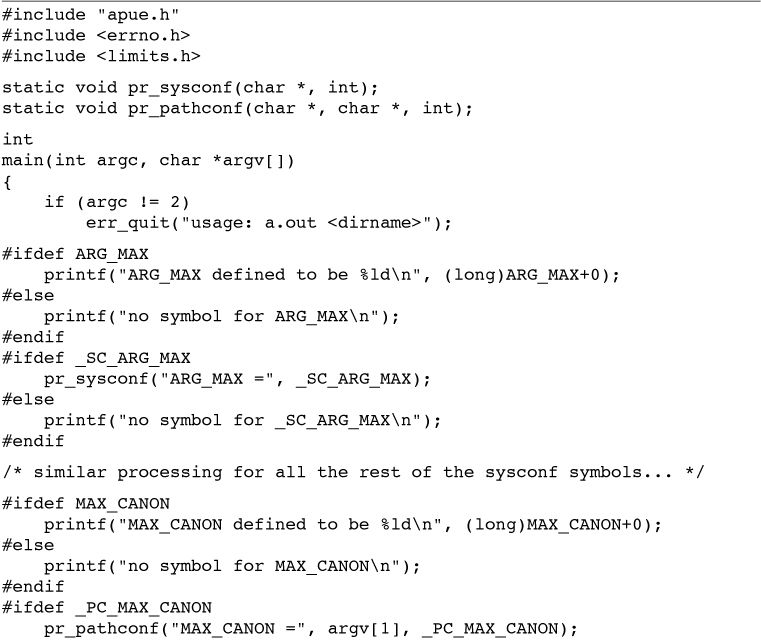 #include "apue.h"
#include <errno.h>
#include <limits.h>
static void pr_sysconf(char *, int);
static void pr_pathconf(char *, char *, int);
int
main(int argc, char *argv[])
{
    if (argc != 2)
        err_quit("usage: a.out <dirname>");
#ifdef ARG_MAX
    printf("ARG_MAX defined to be %ld\n", (long)ARG_MAX+0);
#else
    printf("no symbol for ARG_MAX\n");
#endif
#ifdef _SC_ARG_MAX
    pr_sysconf("ARG_MAX =", _SC_ARG_MAX);
#else
    printf("no symbol for _SC_ARG_MAX\n");
#endif
/* similar processing for all the rest of the sysconf symbols... */
#ifdef MAX_CANON
    printf("MAX_CANON defined to be %ld\n", (long)MAX_CANON+0);
#else
    printf("no symbol for MAX_CANON\n");
#endif
#ifdef _PC_MAX_CANON
    pr_pathconf("MAX_CANON =", argv[1], _PC_MAX_CANON);